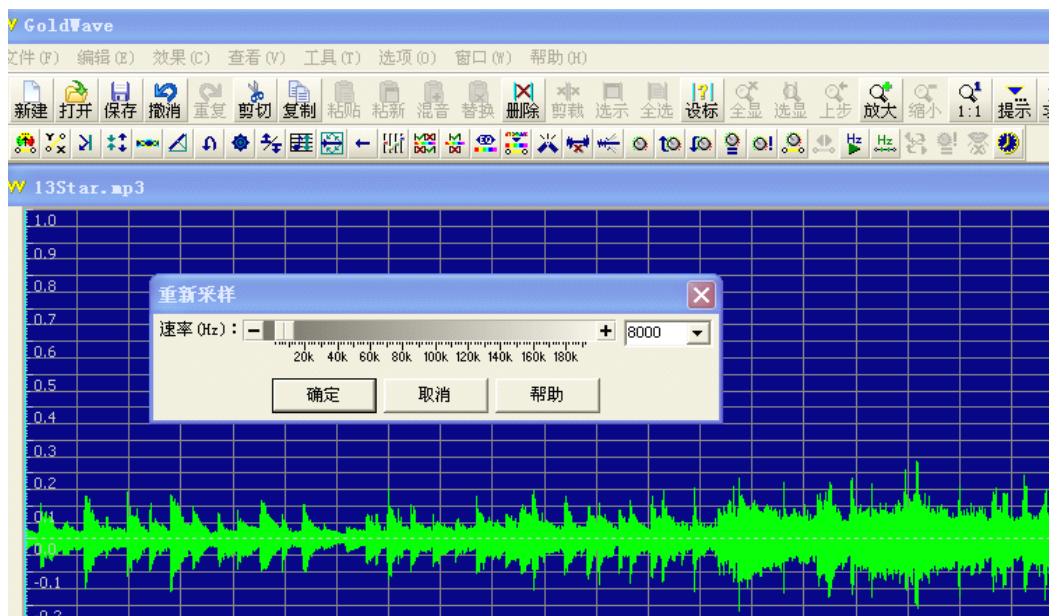 GoldWave
文件(F) 编辑(E) 效果(C) 查看(V) 工具(T) 选项(O) 窗口(W) 帮助(H)
新建 打开 保存 撤消 重复 剪切 复制 粘贴 粘新 混音 替换 删除 剪裁 选示 全选 设标 全显 选显 上步 放大 缩小 1:1 提示
Hz Hz
13Star.mp3
1.0
0.9
0.8
0.7
0.6
0.5
0.4
0.3
0.2
0.1
0.0
-0.1
-0.2
重新采样
速率(Hz): 8000
20k 40k 60k 80k 100k 120k 140k 160k 180k
确定 取消 帮助